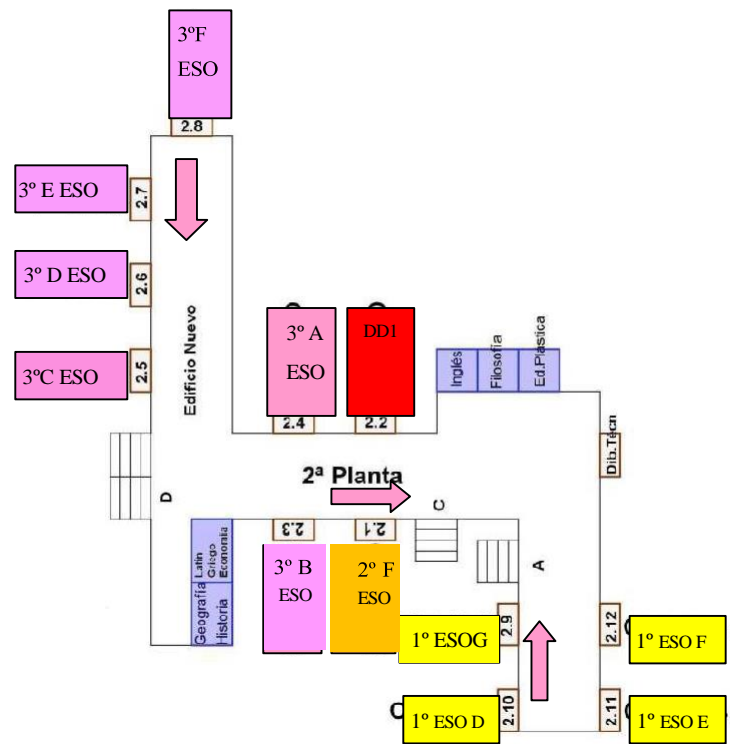 3ºF
ESO
2.8
3º E ESO
2.7
3º D ESO
2.6
3ºC ESO
2.5
Edificio Nuevo
3º A
ESO
2.4
DD1
2.2
Inglés
Filosofía
Ed.Plastica
Dib.Técn
2ª Planta
D
C
A
Latin
Griego
Economia
Geografía
Historia
2.3
3º B
ESO
2.1
2º F
ESO
1º ESOG
2.9
2.12
1º ESO F
1º ESO D
2.10
2.11
1º ESO E